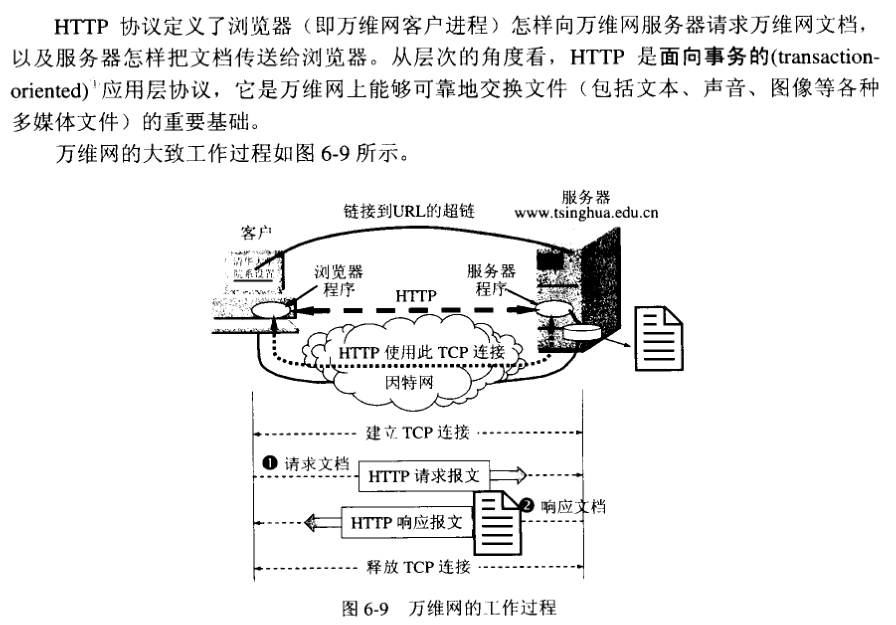 HTTP 协议定义了浏览器（即万维网客户进程）怎样向万维网服务器请求万维网文档，
以及服务器怎样把文档传送给浏览器。从层次的角度看，HTTP 是面向事务的(transaction-
oriented)¹应用层协议，它是万维网上能够可靠地交换文件（包括文本、声音、图像等各种
多媒体文件）的重要基础。
万维网的大致工作过程如图 6-9 所示。
服务器
www.tsinghua.edu.cn
链接到URL的超链
客户
清华大学
院系设置
浏览器
程序
服务器
程序
HTTP
HTTP 使用此 TCP 连接
因特网
建立 TCP 连接
❶ 请求文档
HTTP 请求报文
❷ 响应文档
HTTP 响应报文
释放 TCP 连接
图 6-9 万维网的工作过程